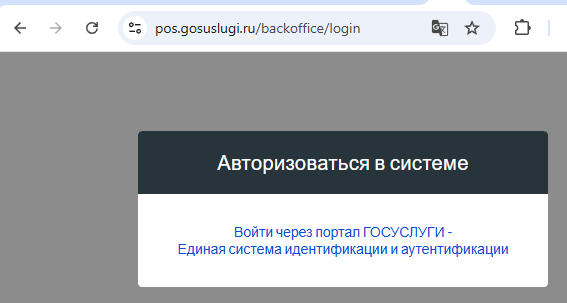 pos.gosuslugi.ru/backoffice/login
Авторизоваться в системе
Войти через портал ГОСУСЛУГИ -
Единая система идентификации и аутентификации